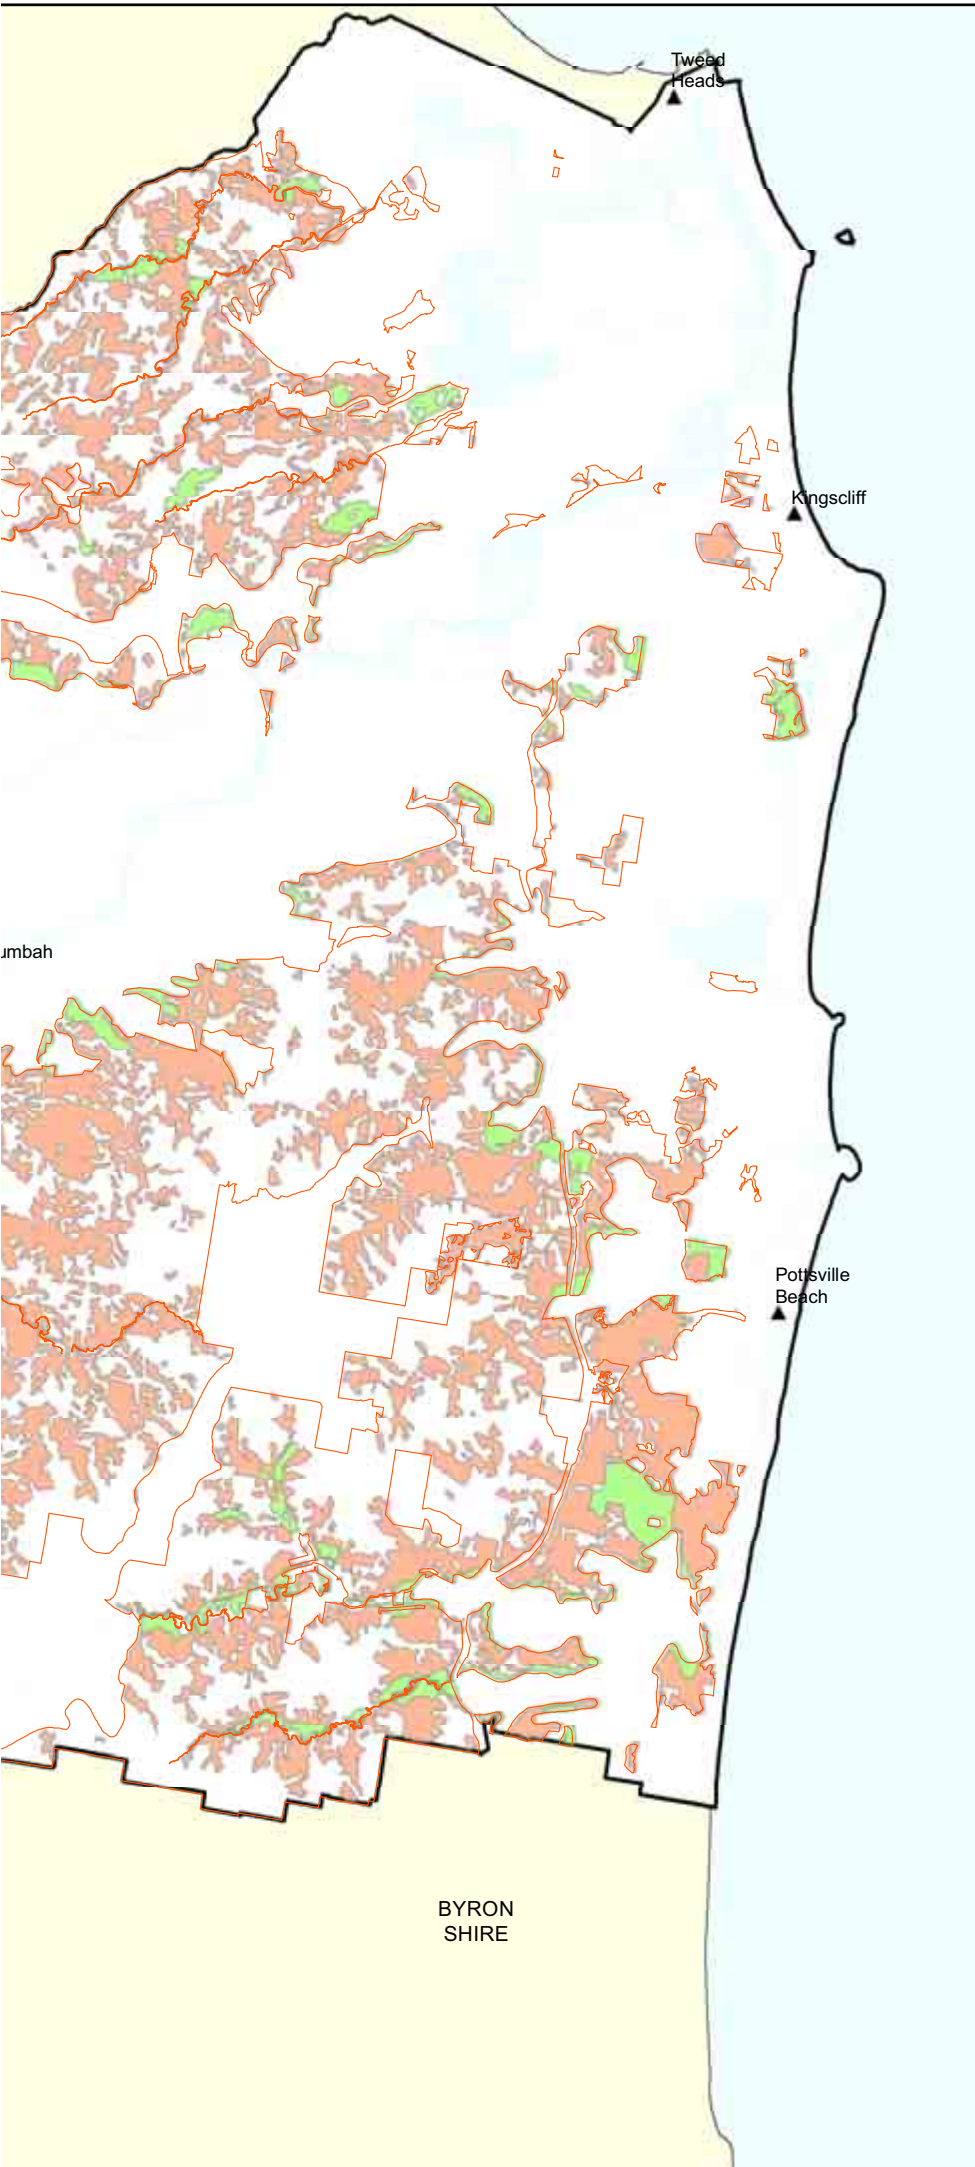 Tweed
Heads
Kingscliff
umbah
Pottsville
Beach
BYRON
SHIRE